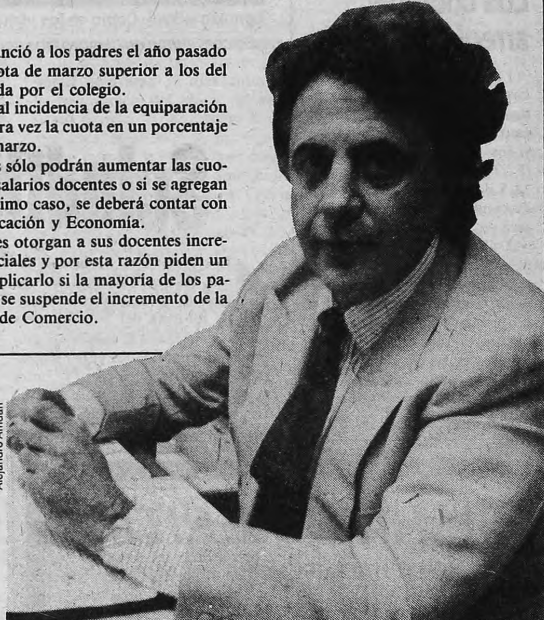 nció a los padres el año pasado
ota de marzo superior a los del
da por el colegio.
al incidencia de la equiparación
ra vez la cuota en un porcentaje
marzo.
s sólo podrán aumentar las cuo-
salarios docentes o si se agregan
timo caso, se deberá contar con
cación y Economía.
es otorgan a sus docentes incre-
ciales y por esta razón piden un
plicarlo si la mayoría de los pa-
se suspende el incremento de la
de Comercio.
Alejandro